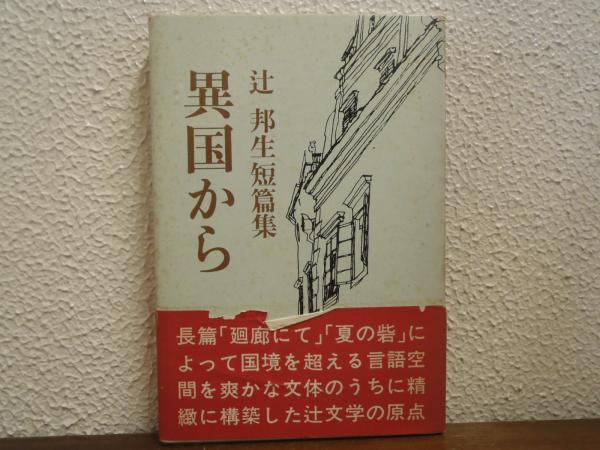 辻 邦生短篇集
異国から
長篇「廻廊にて」「夏の砦」に
よって国境を超える言語空
間を爽かな文体のうちに精
緻に構築した辻文学の原点